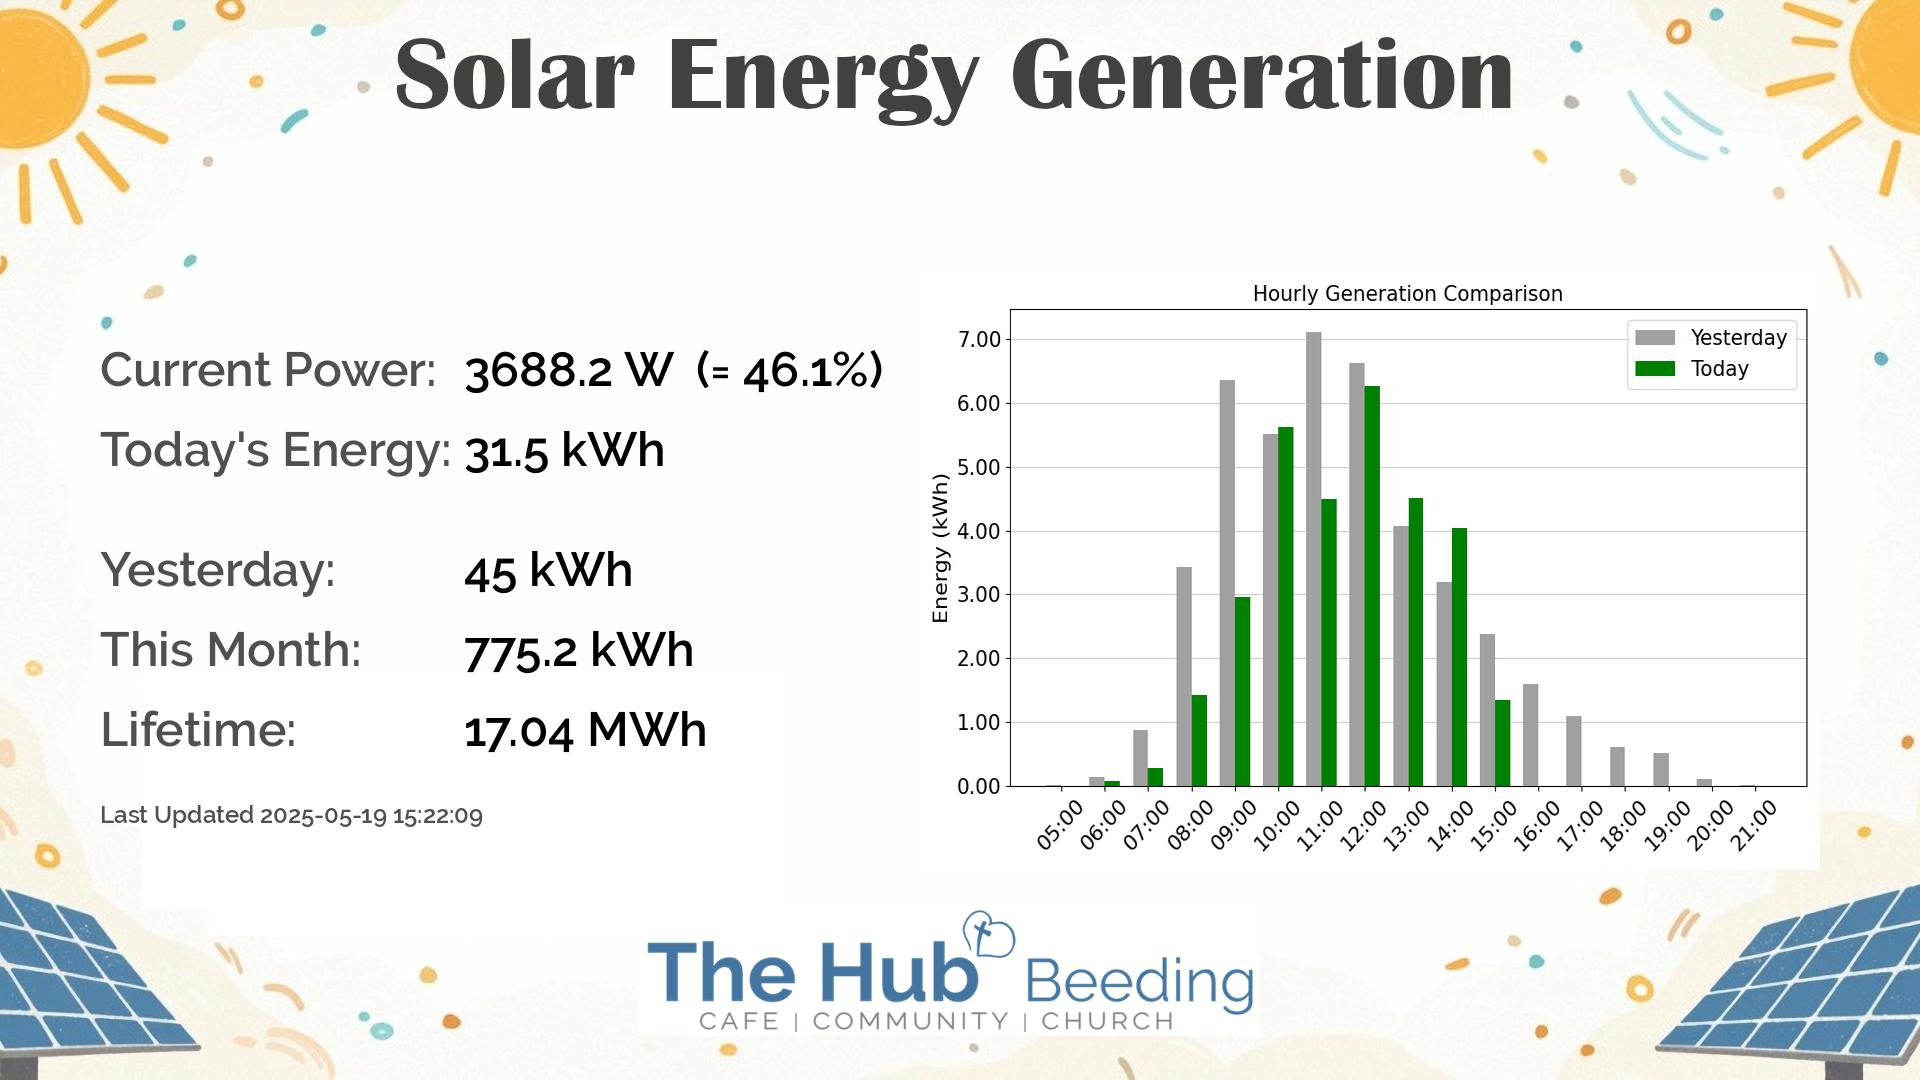 Solar Energy Generation
Current Power: 3688.2 W (= 46.1%)
Today's Energy: 31.5 kWh
Yesterday: 45 kWh
This Month: 775.2 kWh
Lifetime: 17.04 MWh
Last Updated 2025-05-19 15:22:09
Hourly Generation Comparison
Yesterday
Today
Energy (kWh)
7.00
6.00
5.00
4.00
3.00
2.00
1.00
0.00
05:00 06:00 07:00 08:00 09:00 10:00 11:00 12:00 13:00 14:00 15:00 16:00 17:00 18:00 19:00 20:00 21:00
The Hub Beeding
CAFE | COMMUNITY | CHURCH